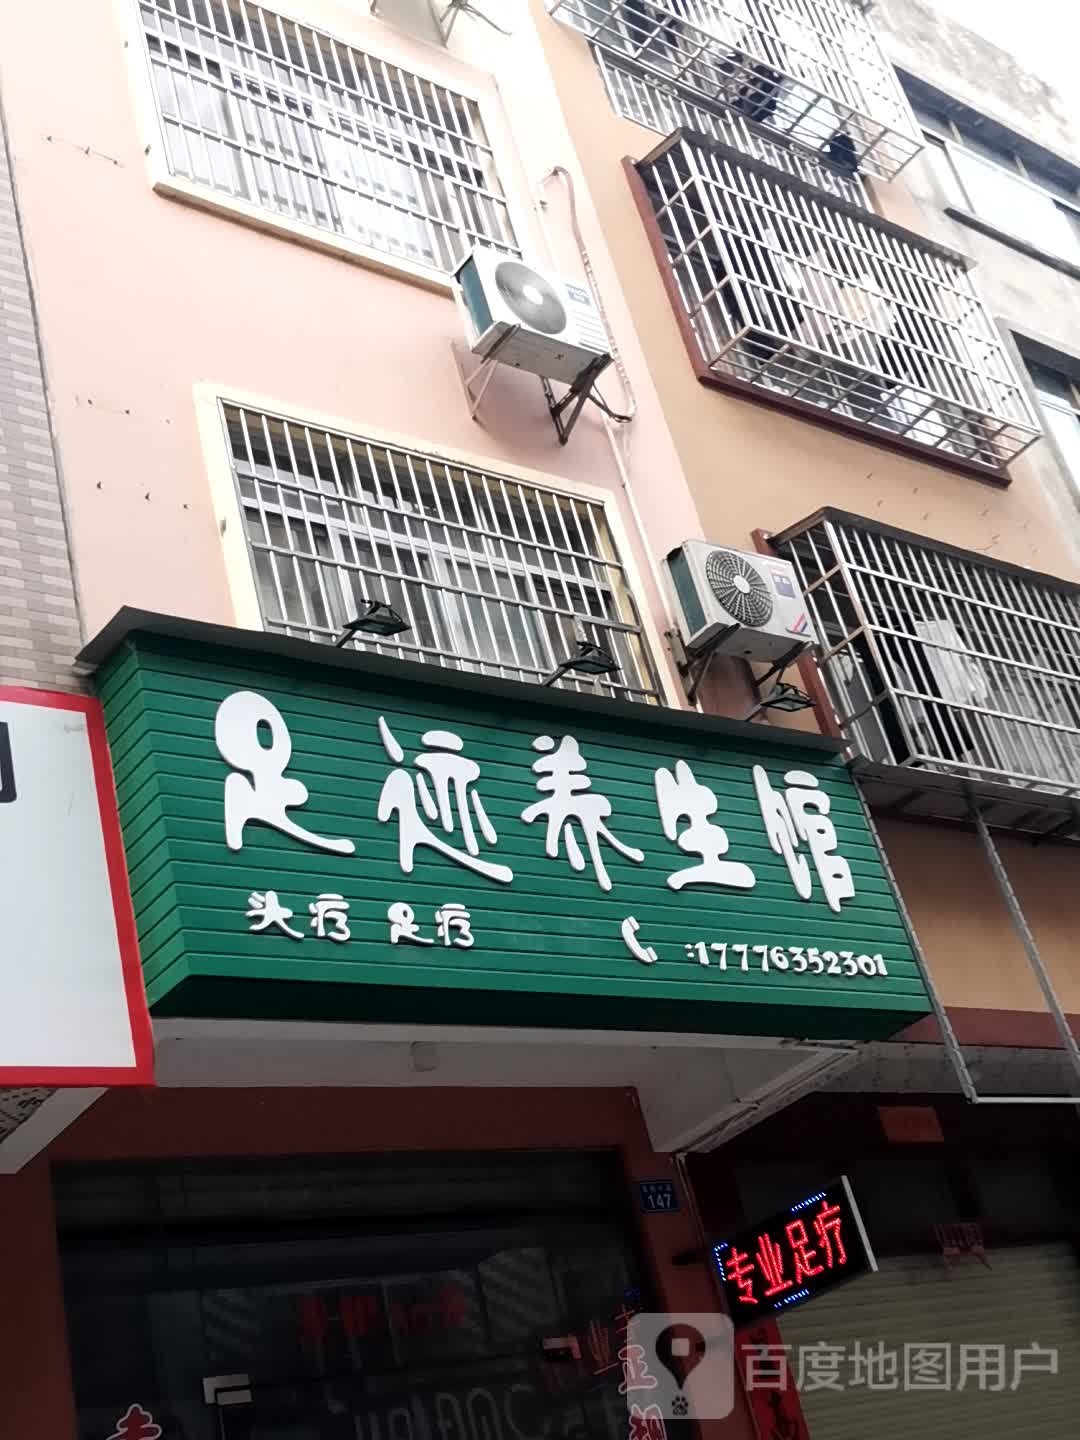 足迹养生馆
头疗 足疗 :17776352301
147
专业足疗
百度地图用户